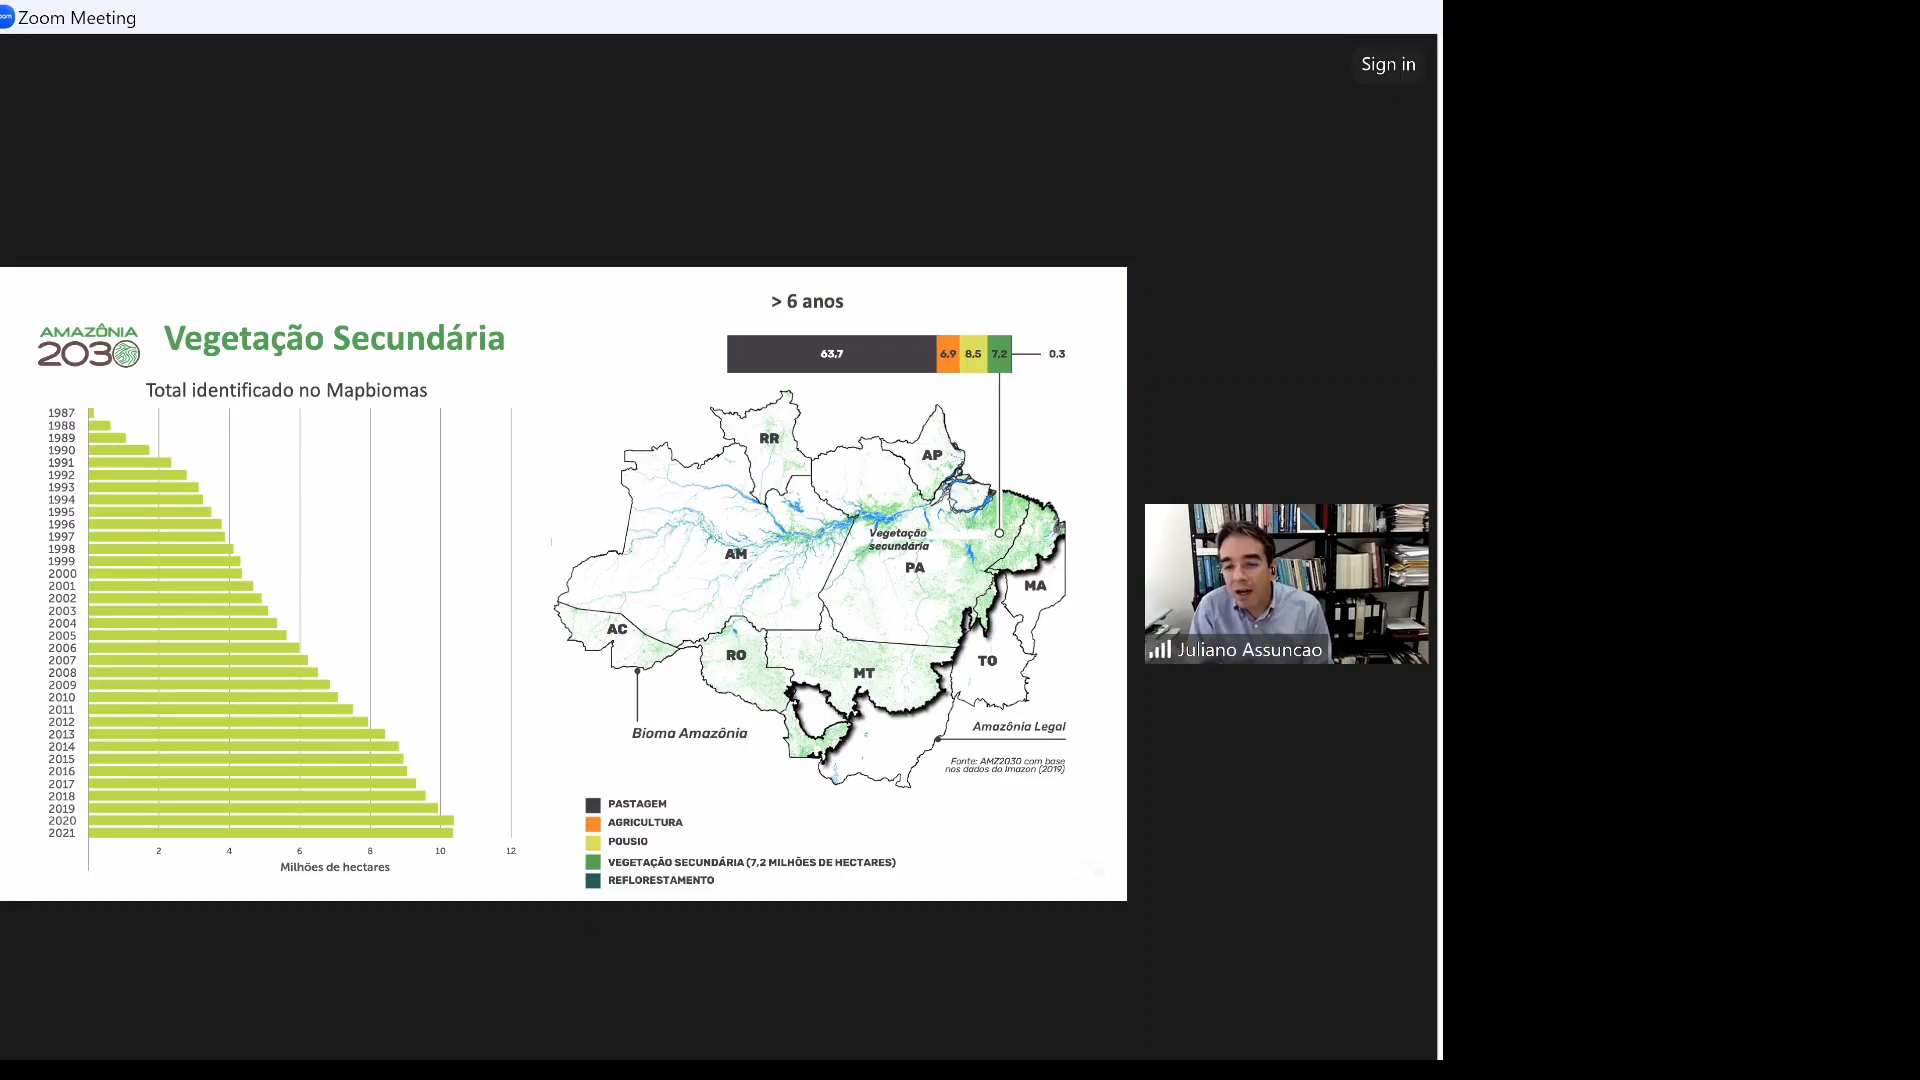 Zoom Meeting
Sign in
> 6 anos
AMAZÔNIA
2030
Vegetação Secundária
63,7
6,9
8,5
7,2
0,3
Total identificado no Mapbiomas
1987
1988
1989
1990
1991
1992
1993
1994
1995
1996
1997
1998
1999
2000
2001
2002
2003
2004
2005
2006
2007
2008
2009
2010
2011
2012
2013
2014
2015
2016
2017
2018
2019
2020
2021
2
4
6
8
10
12
Milhões de hectares
RR
AP
Vegetação
secundária
AM
PA
MA
AC
RO
TO
MT
Bioma Amazônia
Amazônia Legal
Fonte: AMZ2030 com base
nos dados do Imazon (2019)
PASTAGEM
AGRICULTURA
POUSIO
VEGETAÇÃO SECUNDÁRIA (7,2 MILHÕES DE HECTARES)
REFLORESTAMENTO
Juliano Assuncao